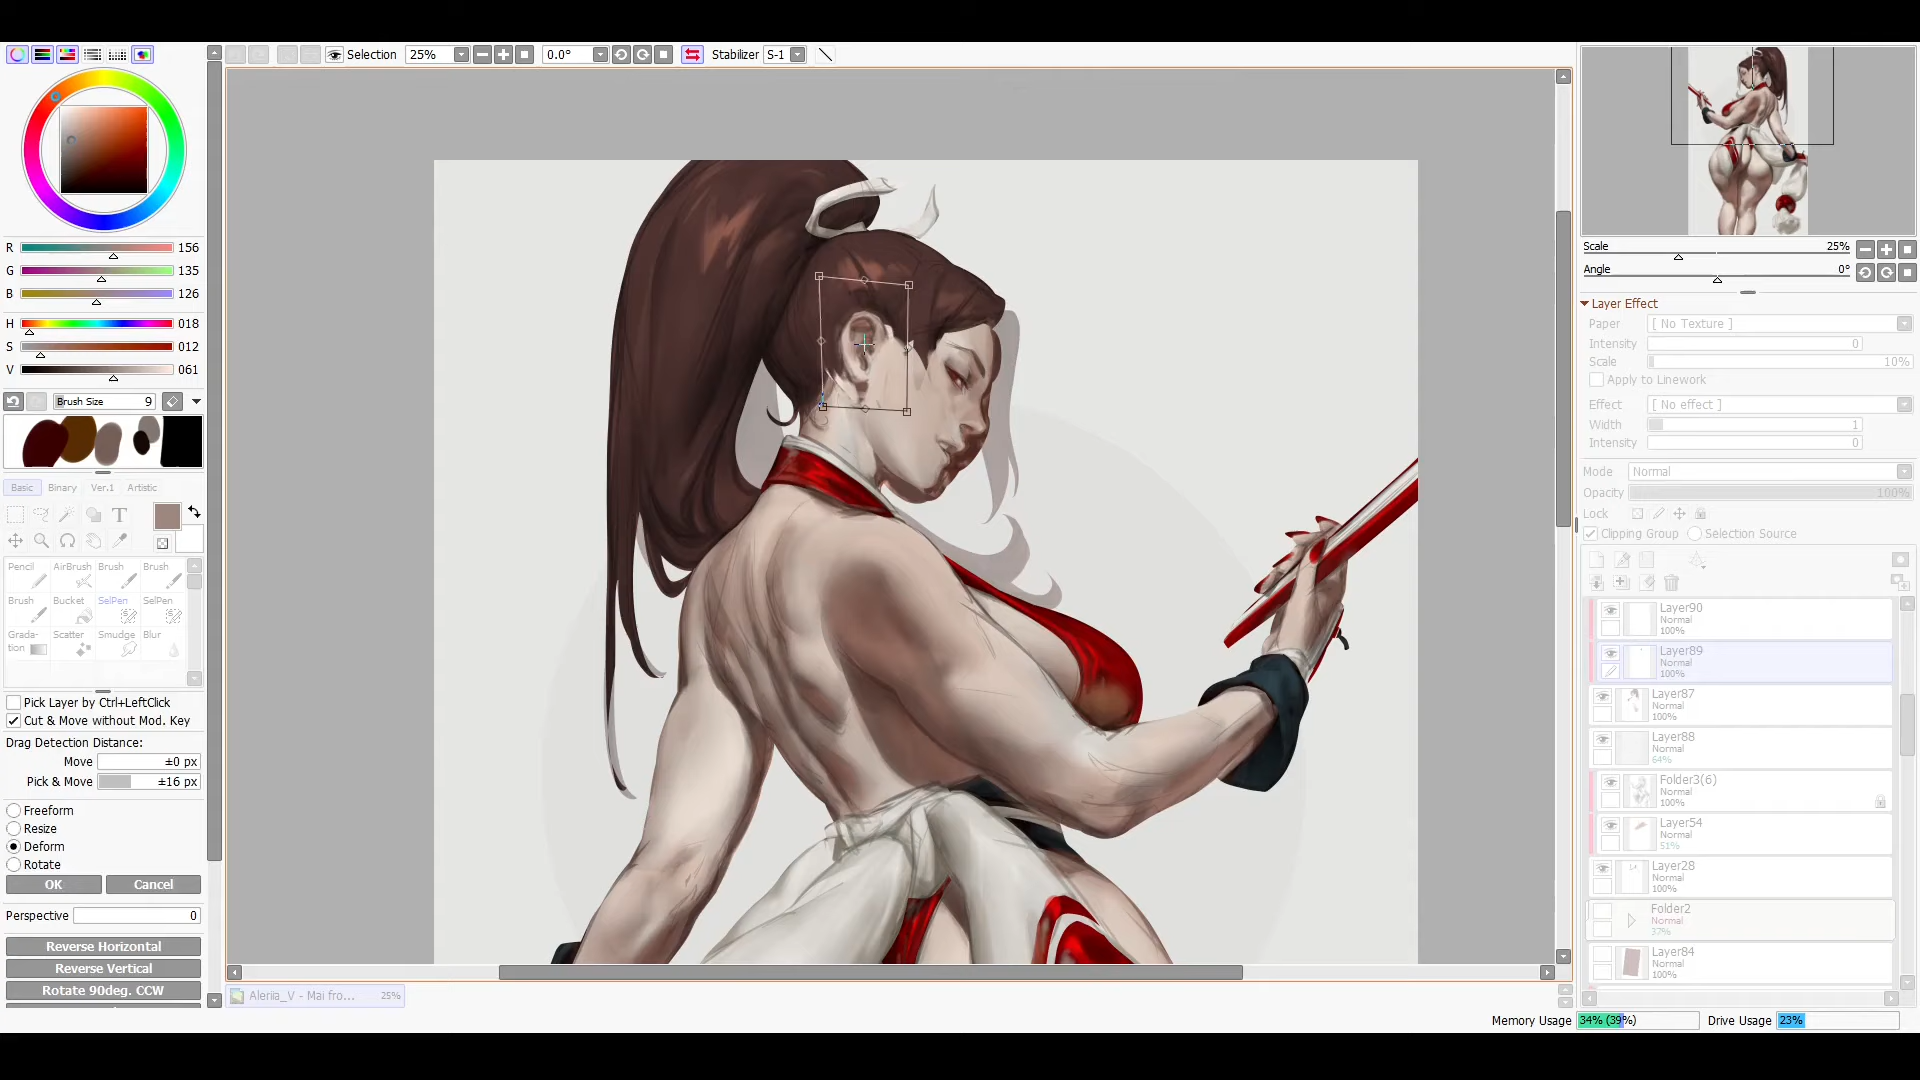 Selection 25% 0.0° Stabilizer S-1
R 156
G 135
B 126
H 018
S 012
V 061
Brush Size 9
Basic Binary Ver.1 Artistic
T
Pencil AirBrush Brush Brush
Brush Bucket SelPen SelPen
Grada-tion Scatter Smudge Blur
Pick Layer by Ctrl+LeftClick
Cut & Move without Mod. Key
Drag Detection Distance:
Move ±0 px
Pick & Move ±16 px
Freeform
Resize
Deform
Rotate
OK Cancel
Perspective 0
Reverse Horizontal
Reverse Vertical
Rotate 90deg. CCW
Aleriia_V - Mai fro... 25%
Scale 25%
Angle 0°
Layer Effect
Paper [ No Texture ]
Intensity 0
Scale 10%
Apply to Linework
Effect [ No effect ]
Width 1
Intensity 0
Mode Normal
Opacity 100%
Lock
Clipping Group Selection Source
Layer90
Normal
100%
Layer89
Normal
100%
Layer87
Normal
100%
Layer88
Normal
64%
Folder3(6)
Normal
100%
Layer54
Normal
51%
Layer28
Normal
100%
Folder2
Normal
37%
Layer84
Normal
100%
Memory Usage 34% (39%) Drive Usage 23%